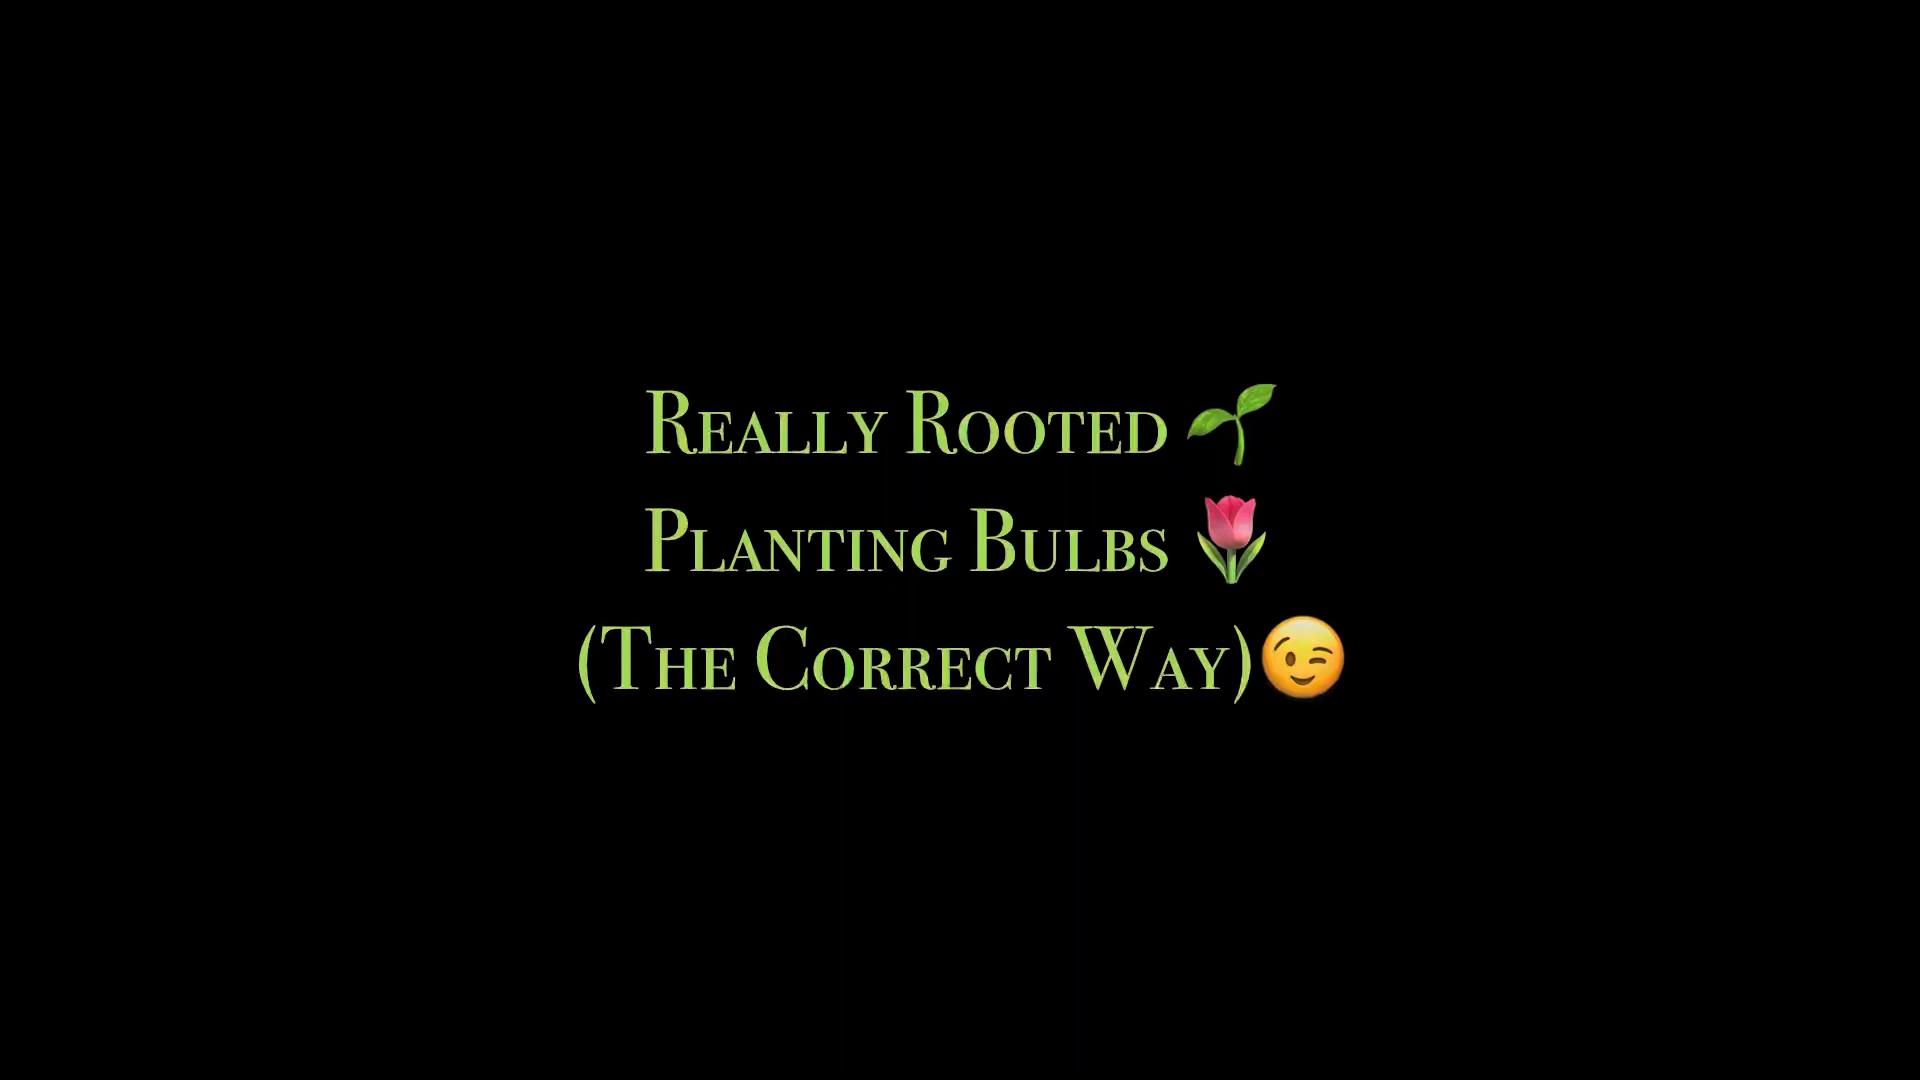 Really Rooted 🌱
Planting Bulbs 🌷
(The Correct Way)😉